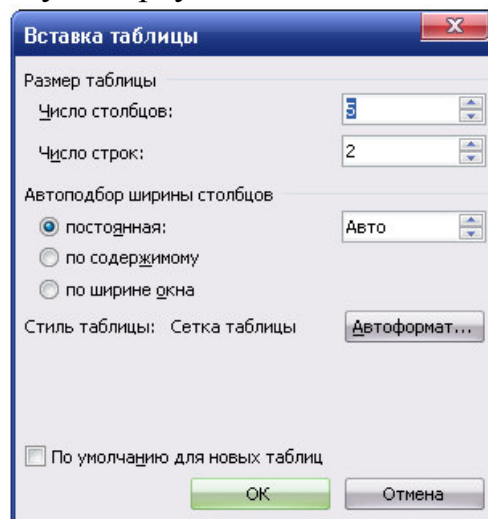 Вставка таблицы
Размер таблицы
Число столбцов: 5
Число строк: 2
Автоподбор ширины столбцов
постоянная: Авто
по содержимому
по ширине окна
Стиль таблицы: Сетка таблицы Автоформат...
По умолчанию для новых таблиц
ОК Отмена